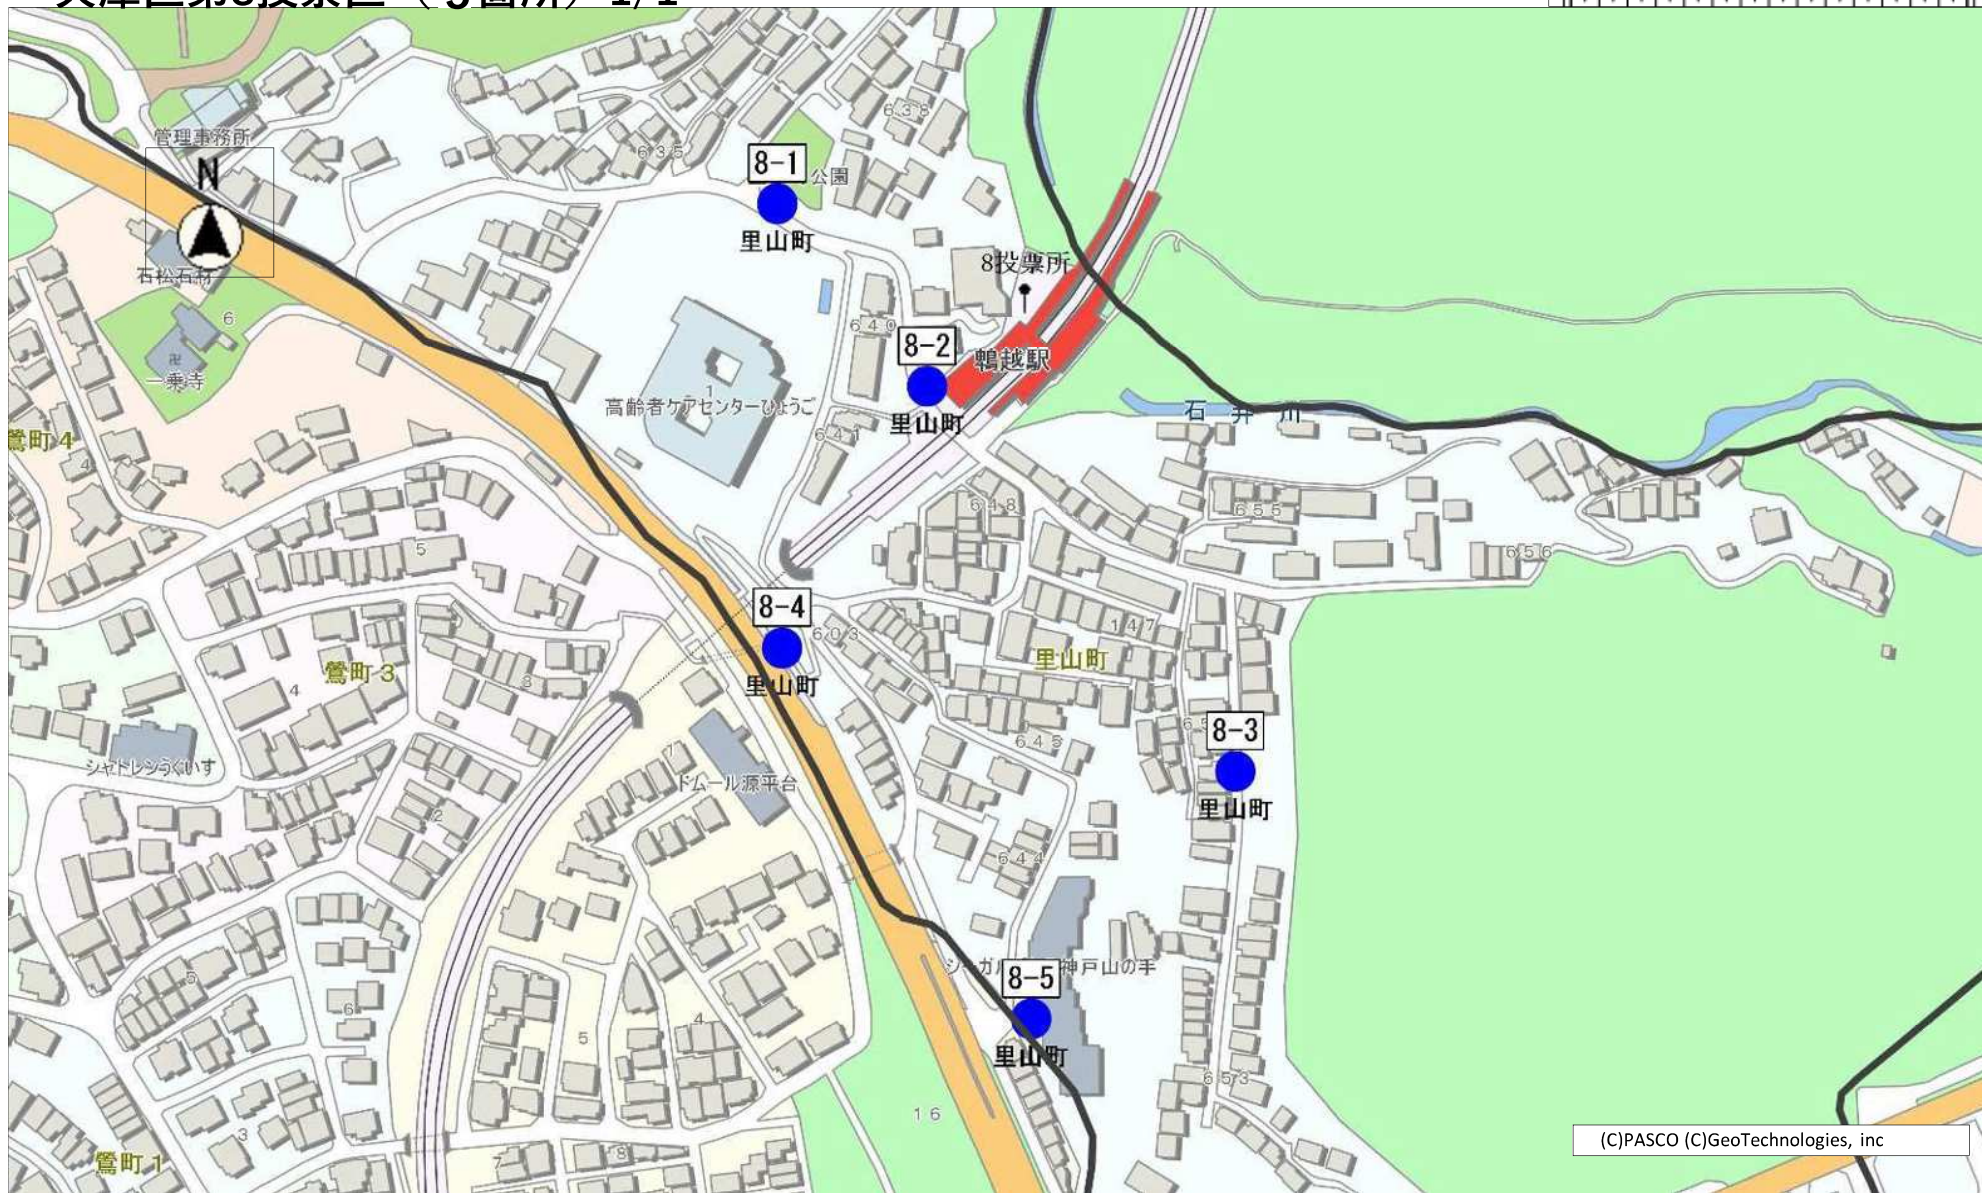 管理事務所
638
635
8-1
公園
里山町
N
石松石材
6
卍
一乗寺
8投票所
640
8-2
鵯越駅
里山町
1
高齢者ケアセンターひょうご
641
石井川
鶯町4
4
5
648
655
656
8-4
603
147
里山町
里山町
鶯町3
4
3
645
8-3
里山町
シャトレンうぐいす
1
ドムール源平台
2
644
5
8-5
神戸山の手
里山町
6
5
4
653
16
3
鶯町1
7
8
(C)PASCO (C)GeoTechnologies, inc